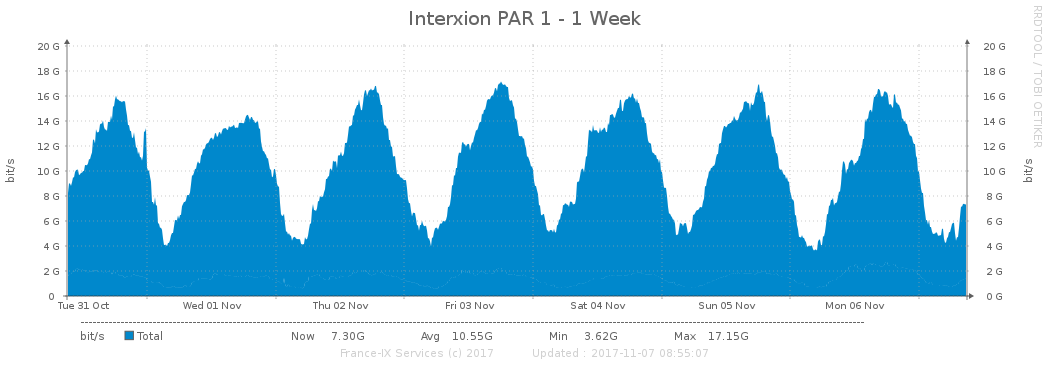 Interxion PAR 1 - 1 Week
RRDTOOL / TOBI OETIKER
20 G 20 G
18 G 18 G
16 G 16 G
14 G 14 G
12 G 12 G
10 G 10 G
8 G 8 G
6 G 6 G
4 G 4 G
2 G 2 G
0 0 G
bit/s bit/s
Tue 31 Oct Wed 01 Nov Thu 02 Nov Fri 03 Nov Sat 04 Nov Sun 05 Nov Mon 06 Nov
bit/s Total Now 7.30G Avg 10.55G Min 3.62G Max 17.15G
France-IX Services (c) 2017 Updated : 2017-11-07 08:55:07